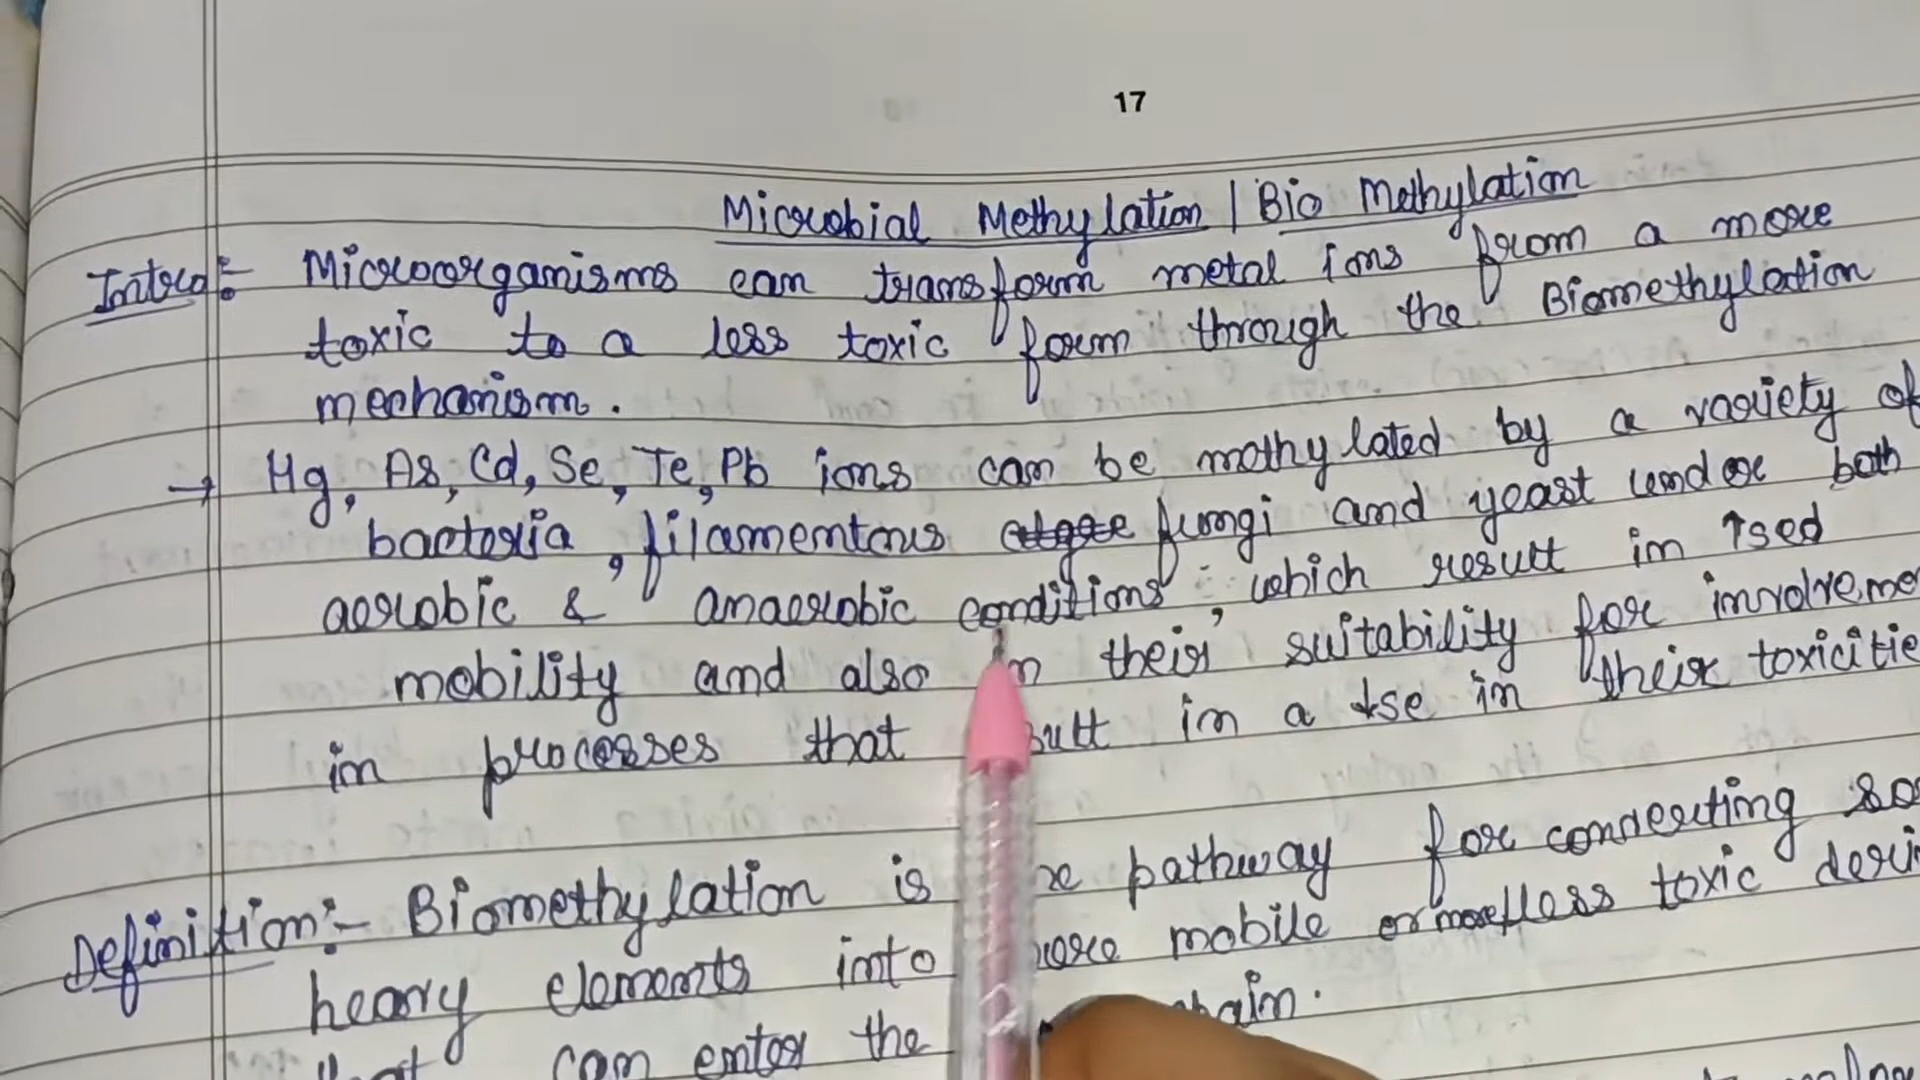 17
Microbial Methylation | Bio Methylation
Intro:- Microorganisms can transform metal ions from a more
toxic to a less toxic form through the Biomethylation
mechanism.
→ Hg, As, Cd, Se, Te, Pb ions can be methylated by a variety of
bacteria, filamentous fungi and yeast under both
aerobic & anaerobic conditions, which result in ↑sed
mobility and also in their suitability for
in processes that in a ↓se in their
Definition:- Biomethylation is pathway for converting
heavy elements into mobile or more/less toxic
can enter the